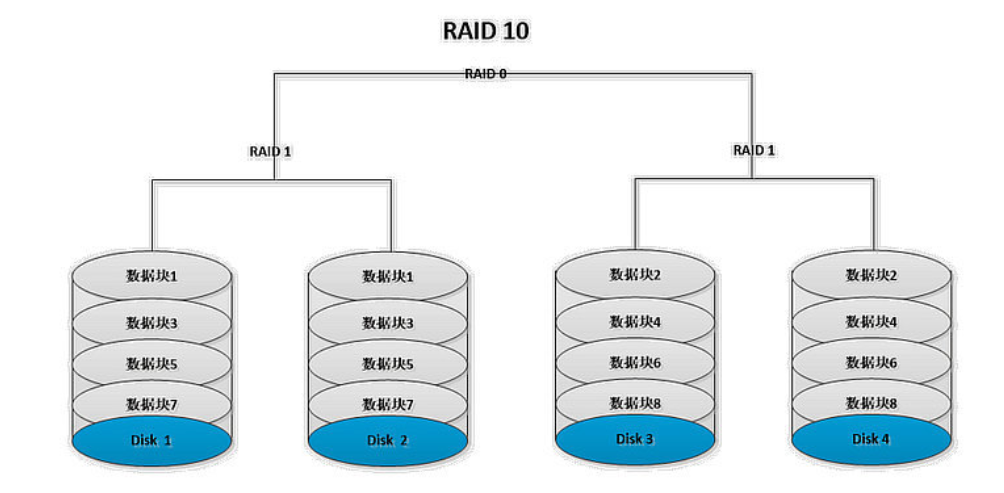 RAID 10
RAID 0
RAID 1
RAID 1
数据块1
数据块1
数据块2
数据块2
数据块3
数据块3
数据块4
数据块4
数据块5
数据块5
数据块6
数据块6
数据块7
数据块7
数据块8
数据块8
Disk 1
Disk 2
Disk 3
Disk 4